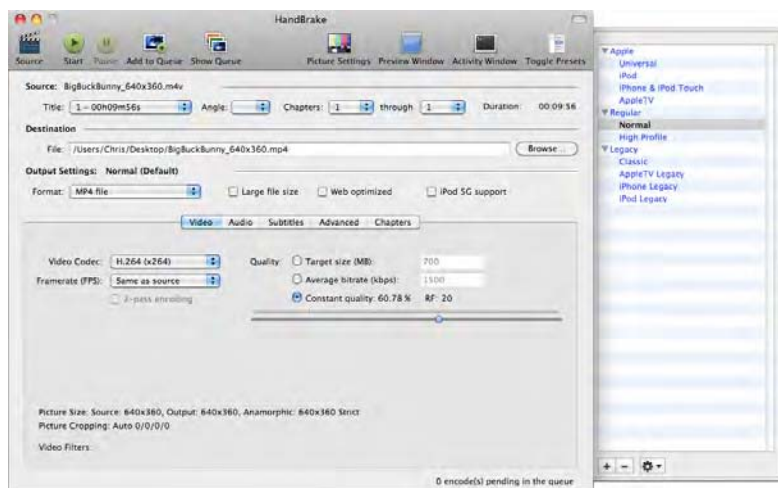 HandBrake
Source Start Pause Add to Queue Show Queue Picture Settings Preview Window Activity Window Toggle Presets
Source: BigBuckBunny_640x360.m4v
Title: 1 - 00h09m56s Angle: Chapters: 1 through 1 Duration: 00:09:56
Destination
File: /Users/Chris/Desktop/BigBuckBunny_640x360.mp4 Browse...
Output Settings: Normal (Default)
Format: MP4 file Large file size Web optimized iPod 5G support
Video Audio Subtitles Advanced Chapters
Video Codec: H.264 (x264) Quality: Target size (MB): 700
Framerate (FPS): Same as source Average bitrate (kbps): 1500
2-pass encoding Constant quality: 60.78 % RF: 20
Picture Size: Source: 640x360, Output: 640x360, Anamorphic: 640x360 Strict
Picture Cropping: Auto 0/0/0/0
Video Filters:
0 encode(s) pending in the queue
Apple
Universal
iPod
iPhone & iPod Touch
AppleTV
Regular
Normal
High Profile
Legacy
Classic
AppleTV Legacy
iPhone Legacy
iPod Legacy